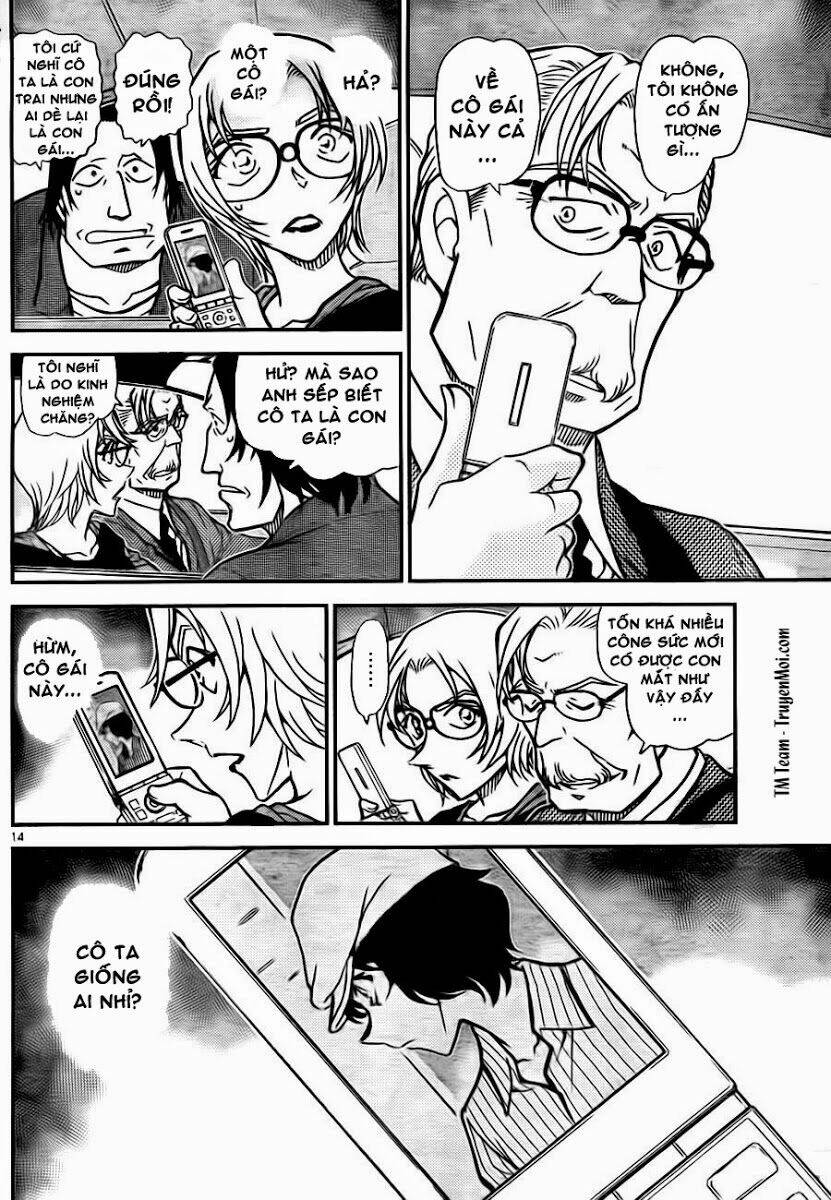 KHÔNG,
TÔI KHÔNG
CÓ ẤN
TƯỢNG
GÌ...
VỀ
CÔ GÁI
NÀY CẢ
...
HẢ?
MỘT
CÔ
GÁI?
ĐÚNG
RỒI!
TÔI CỨ
NGHĨ CÔ
TA LÀ CON
TRAI NHƯNG
AI DÈ LẠI
LÀ CON
GÁI...
HỬ? MÀ SAO
ANH SẾP BIẾT
CÔ TA LÀ CON
GÁI?
TÔI NGHĨ
LÀ DO KINH
NGHIỆM
CHĂNG?
TỐN KHÁ NHIỀU
CÔNG SỨC MỚI
CÓ ĐƯỢC CON
MẮT NHƯ
VẬY ĐẤY
...
......
HỪM,
CÔ GÁI
NÀY...
TM Team - TruyenMoi.com
14
CÔ TA
GIỐNG
AI NHỈ?